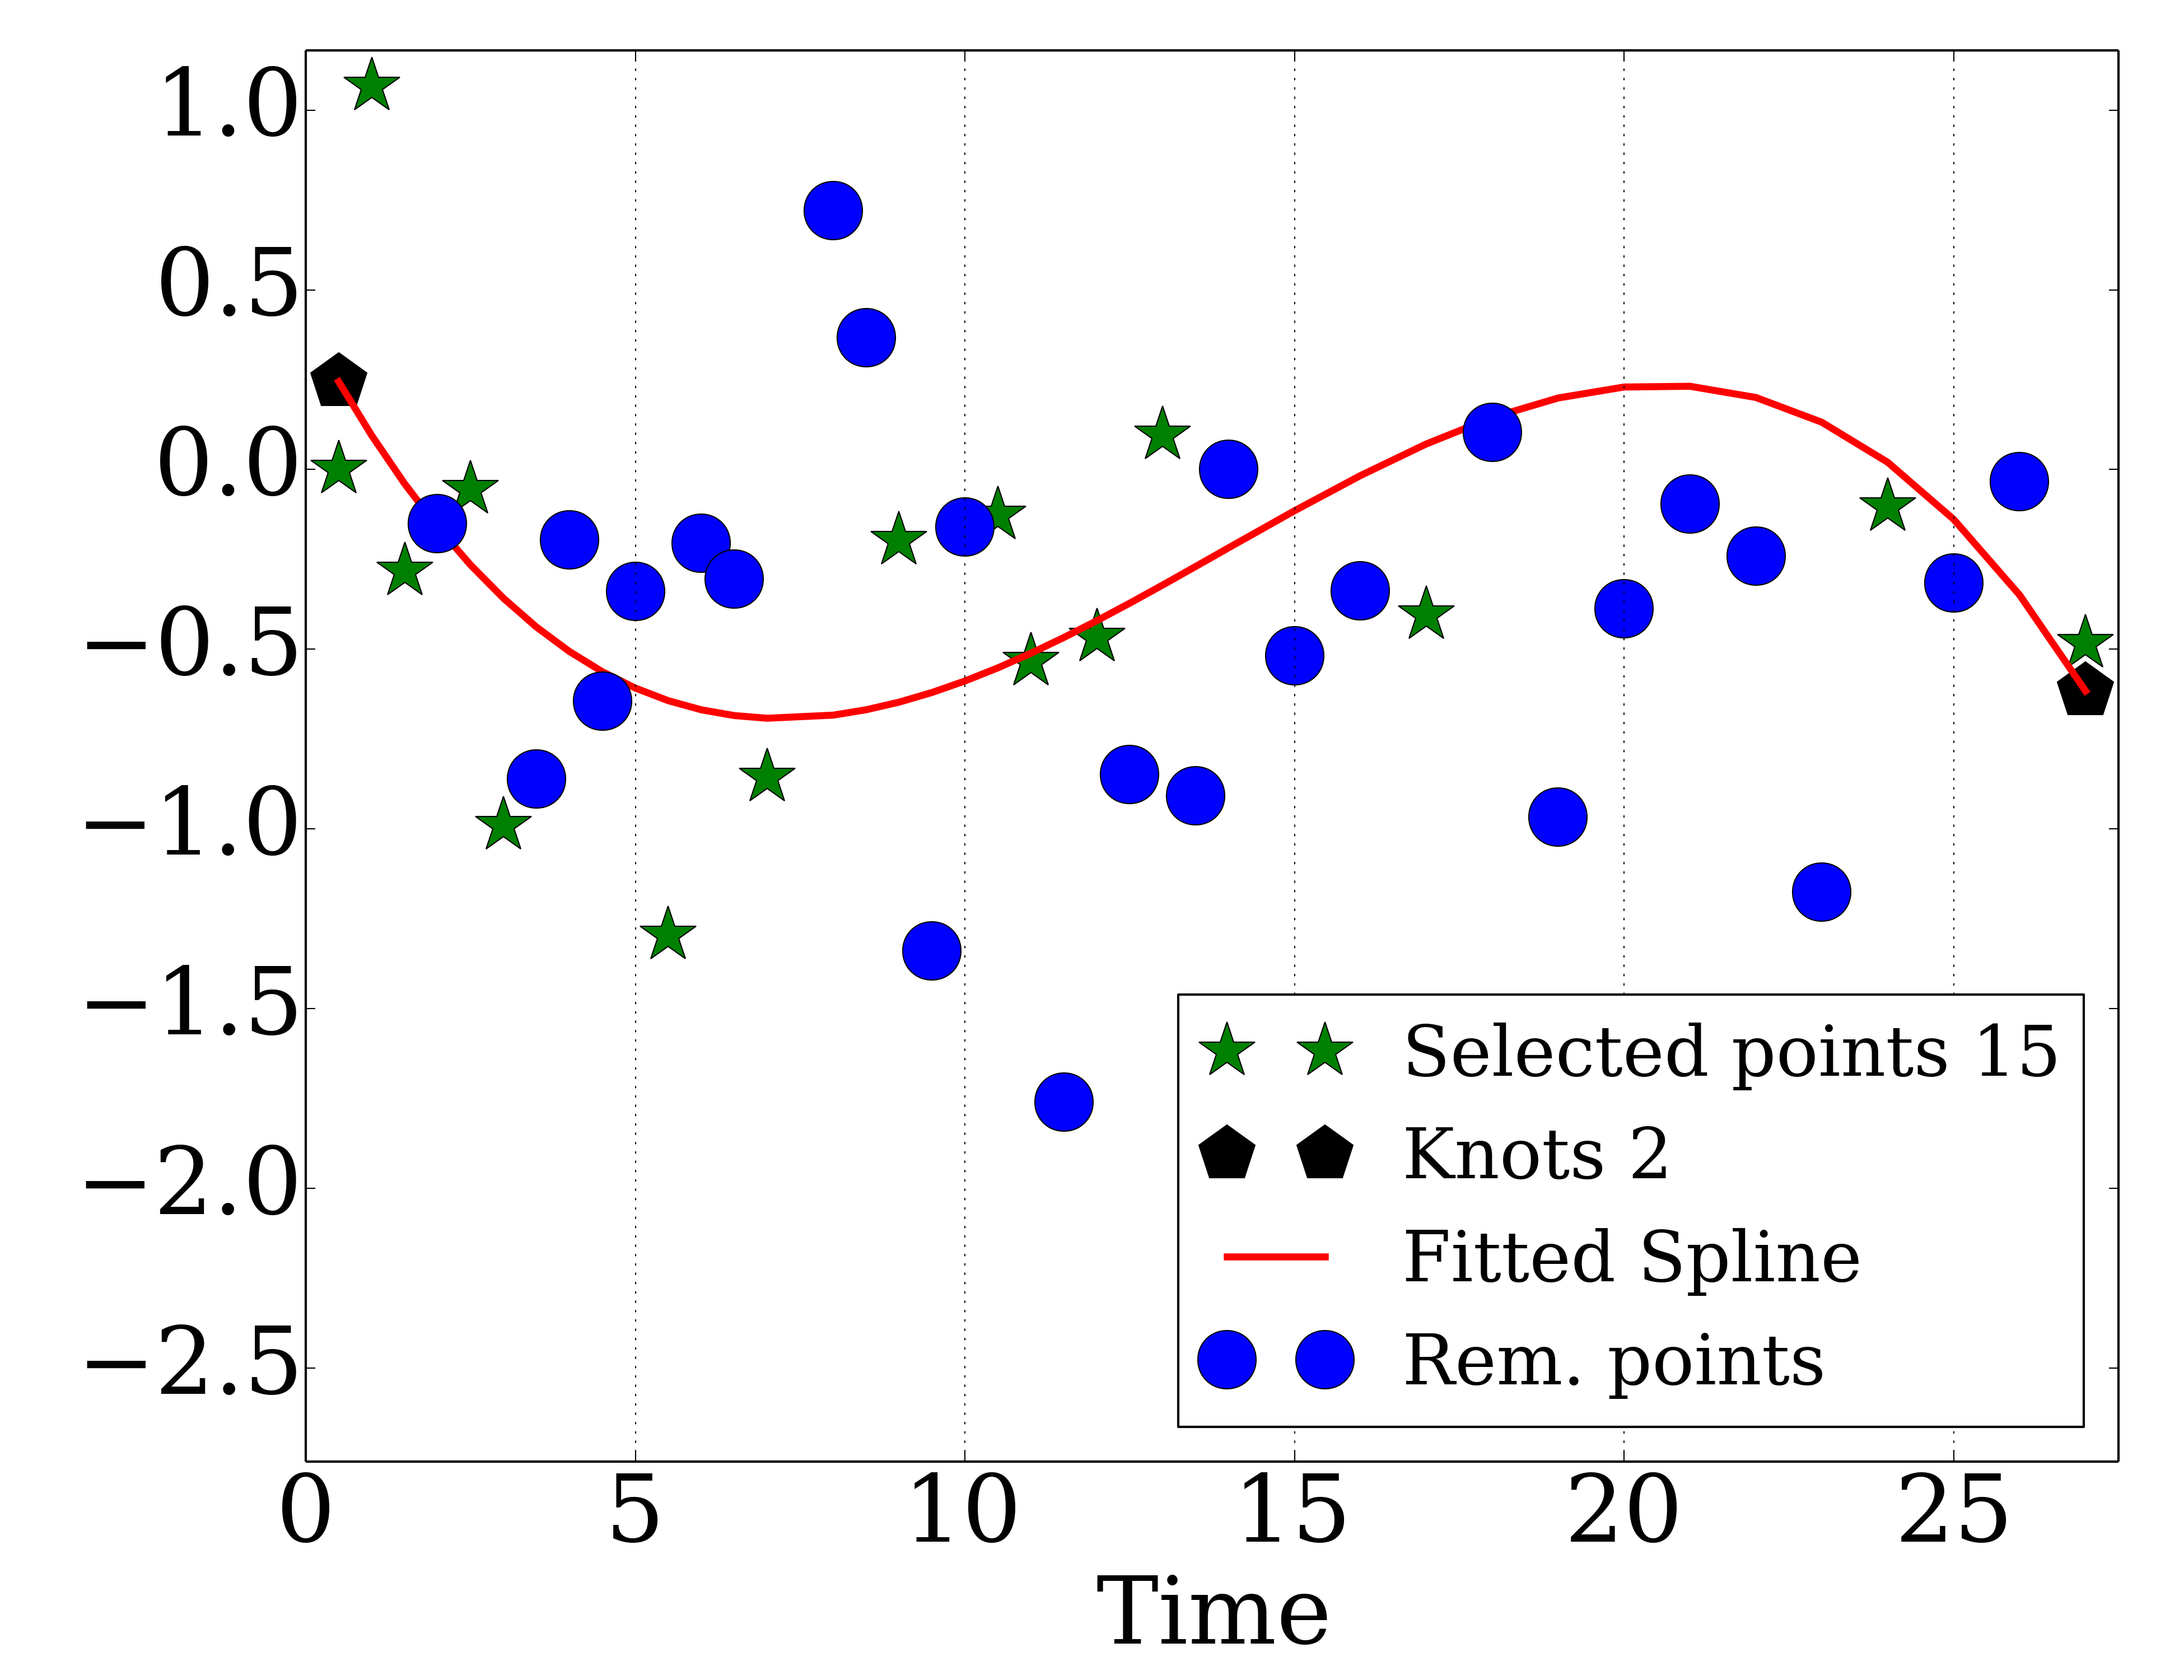 1.0
0.5
0.0
−0.5
−1.0
−1.5
−2.0
−2.5
Selected points 15
Knots 2
Fitted Spline
Rem. points
0 5 10 15 20 25
Time